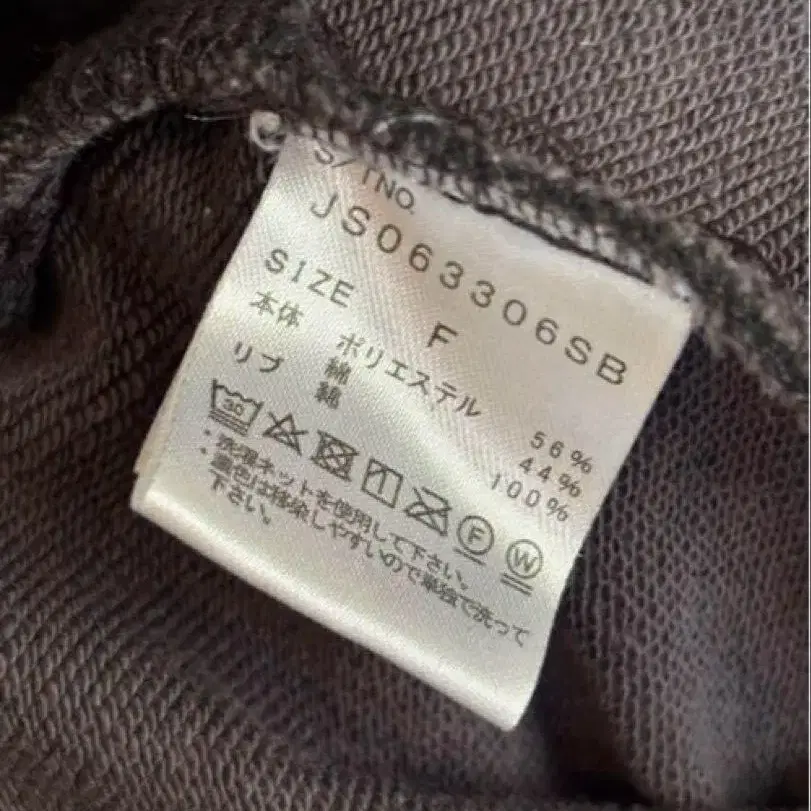 S/TNO.
JS063306SB
SIZE F
本体 ポリエステル 56%
綿 44%
リブ 綿 100%
30
F W
・洗濯ネットを使用して下さい。
・濃色は移染しやすいので単独で洗って
下さい。